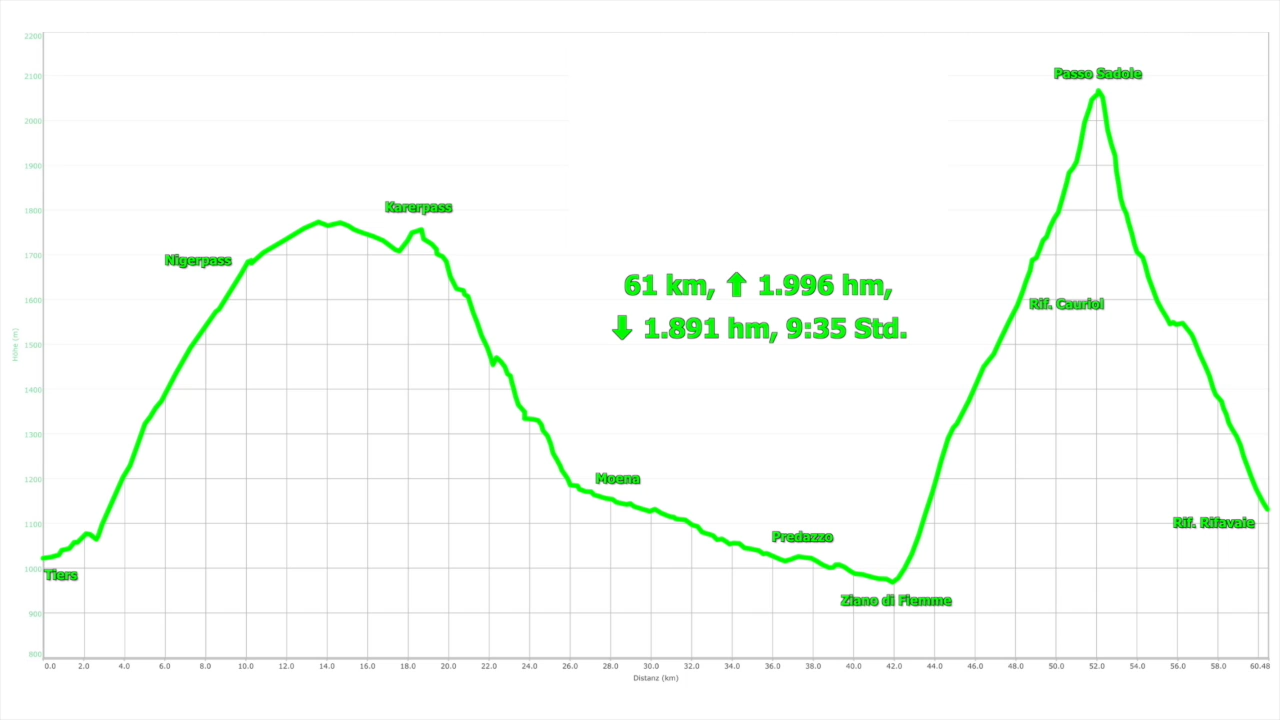 2200
2100
Passo Sadole
2000
1900
1800
Karerpass
1700
Nigerpass
61 km, ↑ 1.996 hm,
1600
Rif. Cauriol
↓ 1.891 hm, 9:35 Std.
Höhe (m)
1500
1400
1300
1200
Moena
1100
Predazzo
Rif. Rifavaie
1000
Tiers
Ziano di Fiemme
900
800
0.0 2.0 4.0 6.0 8.0 10.0 12.0 14.0 16.0 18.0 20.0 22.0 24.0 26.0 28.0 30.0 32.0 34.0 36.0 38.0 40.0 42.0 44.0 46.0 48.0 50.0 52.0 54.0 56.0 58.0 60.48
Distanz (km)